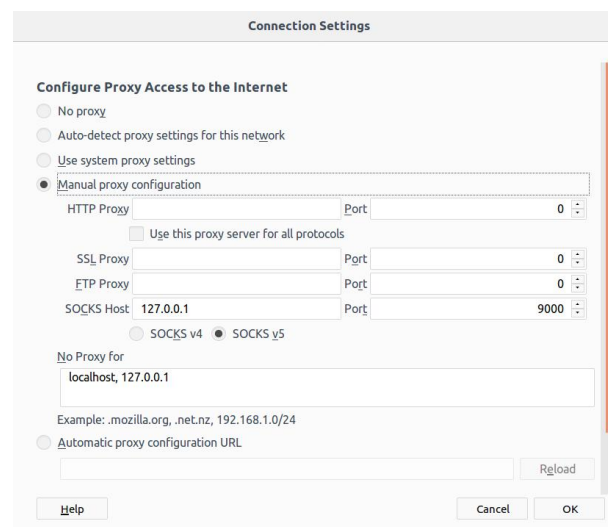 Connection Settings
Configure Proxy Access to the Internet
No proxy
Auto-detect proxy settings for this network
Use system proxy settings
Manual proxy configuration
HTTP Proxy Port 0
Use this proxy server for all protocols
SSL Proxy Port 0
FTP Proxy Port 0
SOCKS Host 127.0.0.1 Port 9000
SOCKS v4 SOCKS v5
No Proxy for
localhost, 127.0.0.1
Example: .mozilla.org, .net.nz, 192.168.1.0/24
Automatic proxy configuration URL
Reload
Help Cancel OK